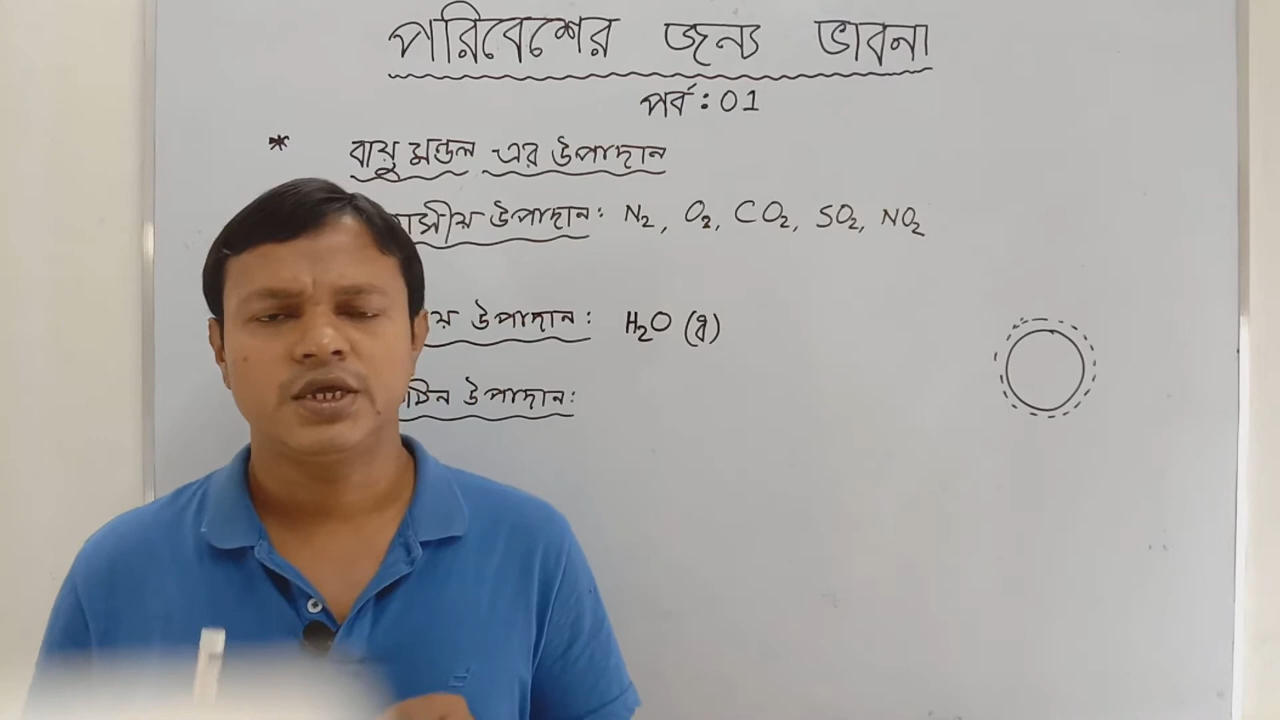 পরিবেশের জন্য ভাবনা
পর্ব : 01
* বায়ু মন্ডল এর উপাদান
উপাদান: N₂, O₂, CO₂, SO₂, NO₂
উপাদান: H₂O (g)
উপাদান: